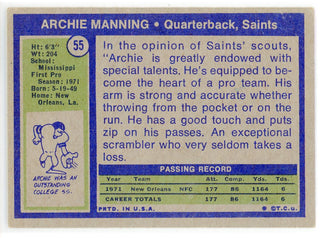 ARCHIE MANNING • Quarterback, Saints
55
Ht: 6'3"
Wt: 204
School:
Mississippi
First Pro
Season: 1971
Born: 5-19-49
Home: New
Orleans, La.
ARCHIE WAS AN
OUTSTANDING
COLLEGE SS.
In the opinion of Saints' scouts,
"Archie is greatly endowed with
special talents. He's equipped to be-
come the heart of a pro team. His
arm is strong and accurate whether
throwing from the pocket or on the
run. He has a good touch and puts
zip on his passes. An exceptional
scrambler who very seldom takes a
loss.
PASSING RECORD
Year Team Att. Com. Yds. Tds.
1971 New Orleans NFC 177 86 1164 6
CAREER TOTALS 177 86 1164 6
PRTD. IN U.S.A. © T.C.G.